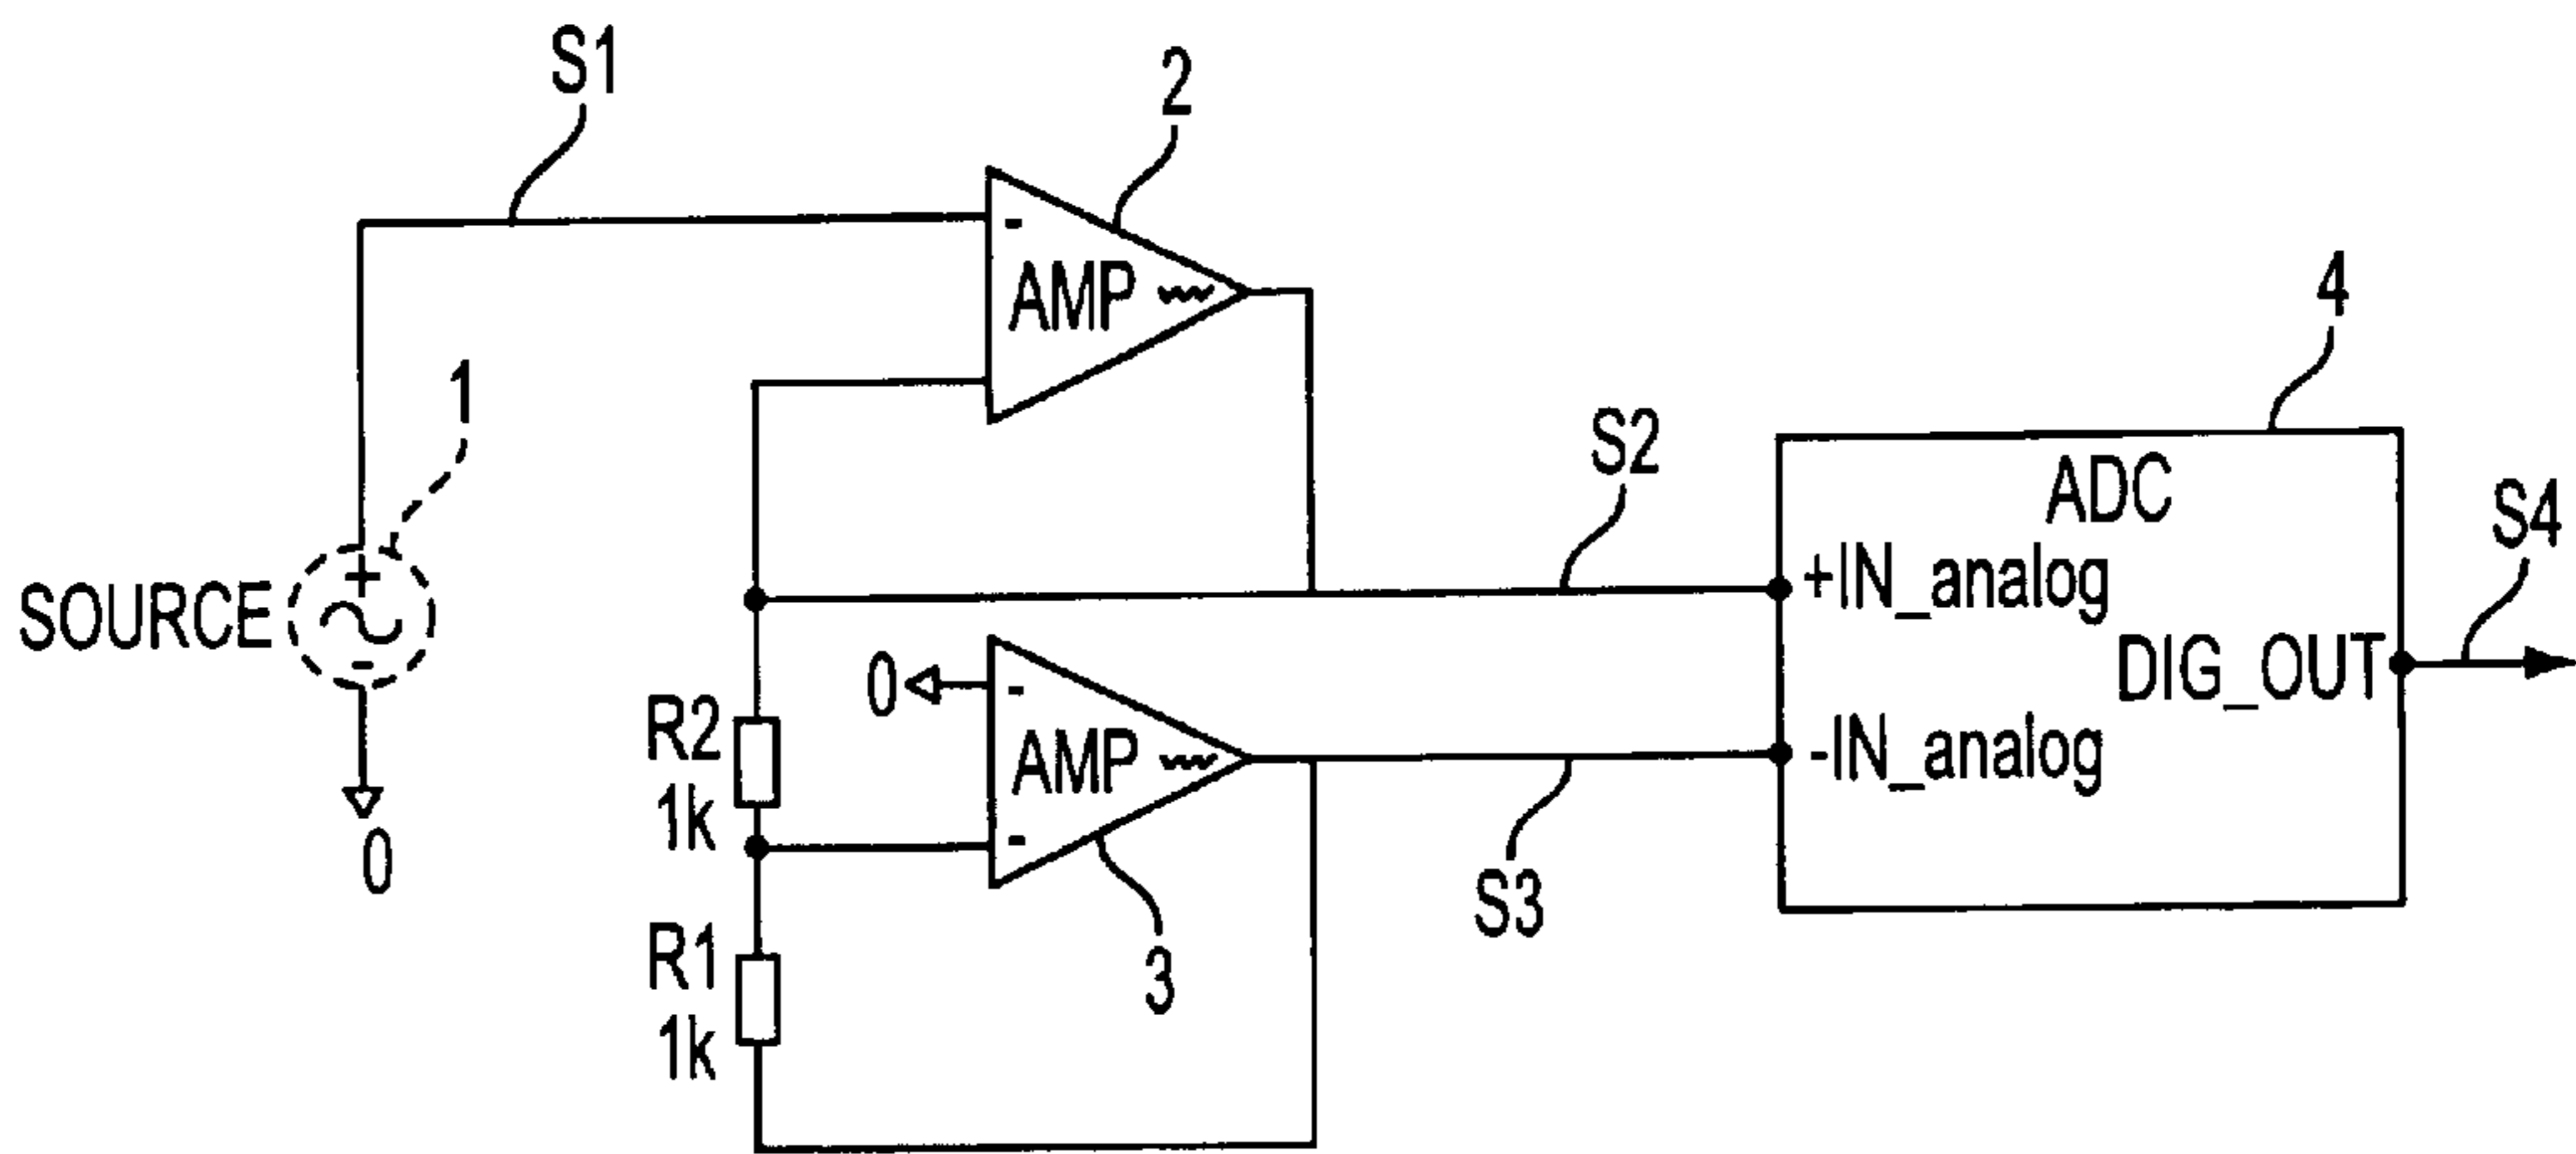 S1
2
-
AMP
1
4
S2
ADC
+
SOURCE
-
+IN_analog
S4
0
-
DIG_OUT
R2
1k
AMP
-IN_analog
-
0
S3
R1
1k
3